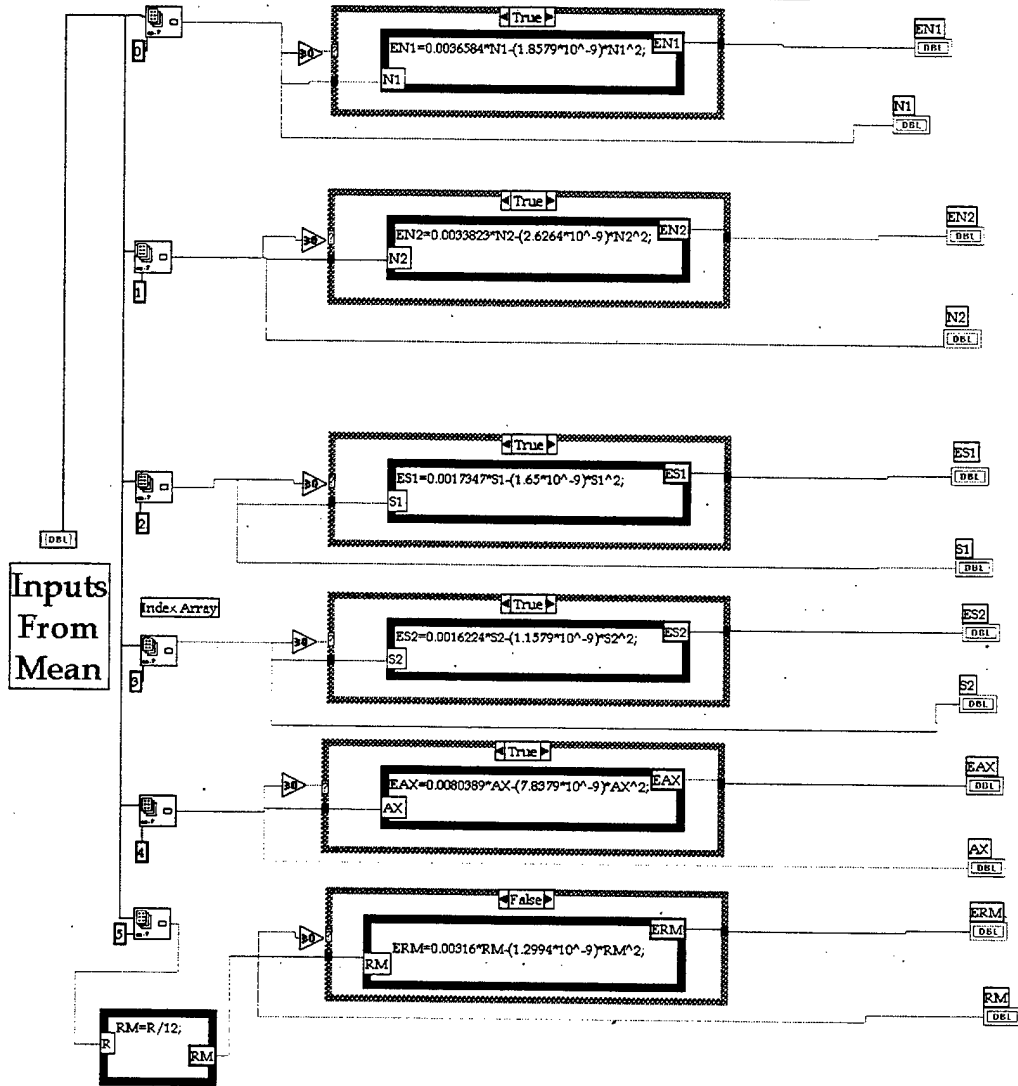 0
≥0
True
EN1=0.0036584*N1-(1.8579*10^-9)*N1^2;
EN1
N1
EN1
DBL
N1
DBL
1
≥0
True
EN2=0.0033823*N2-(2.6264*10^-9)*N2^2;
EN2
N2
EN2
DBL
N2
DBL
2
≥0
True
ES1=0.0017347*S1-(1.65*10^-9)*S1^2;
ES1
S1
ES1
DBL
S1
DBL
[DBL]
Inputs
From
Mean
Index Array
3
≥0
True
ES2=0.0016224*S2-(1.1579*10^-9)*S2^2;
ES2
S2
ES2
DBL
S2
DBL
4
≥0
True
EAX=0.0080389*AX-(7.8379*10^-9)*AX^2;
EAX
AX
EAX
DBL
AX
DBL
5
≥0
False
ERM=0.00316*RM-(1.2994*10^-9)*RM^2;
ERM
RM
ERM
DBL
RM
DBL
RM=R/12;
R
RM